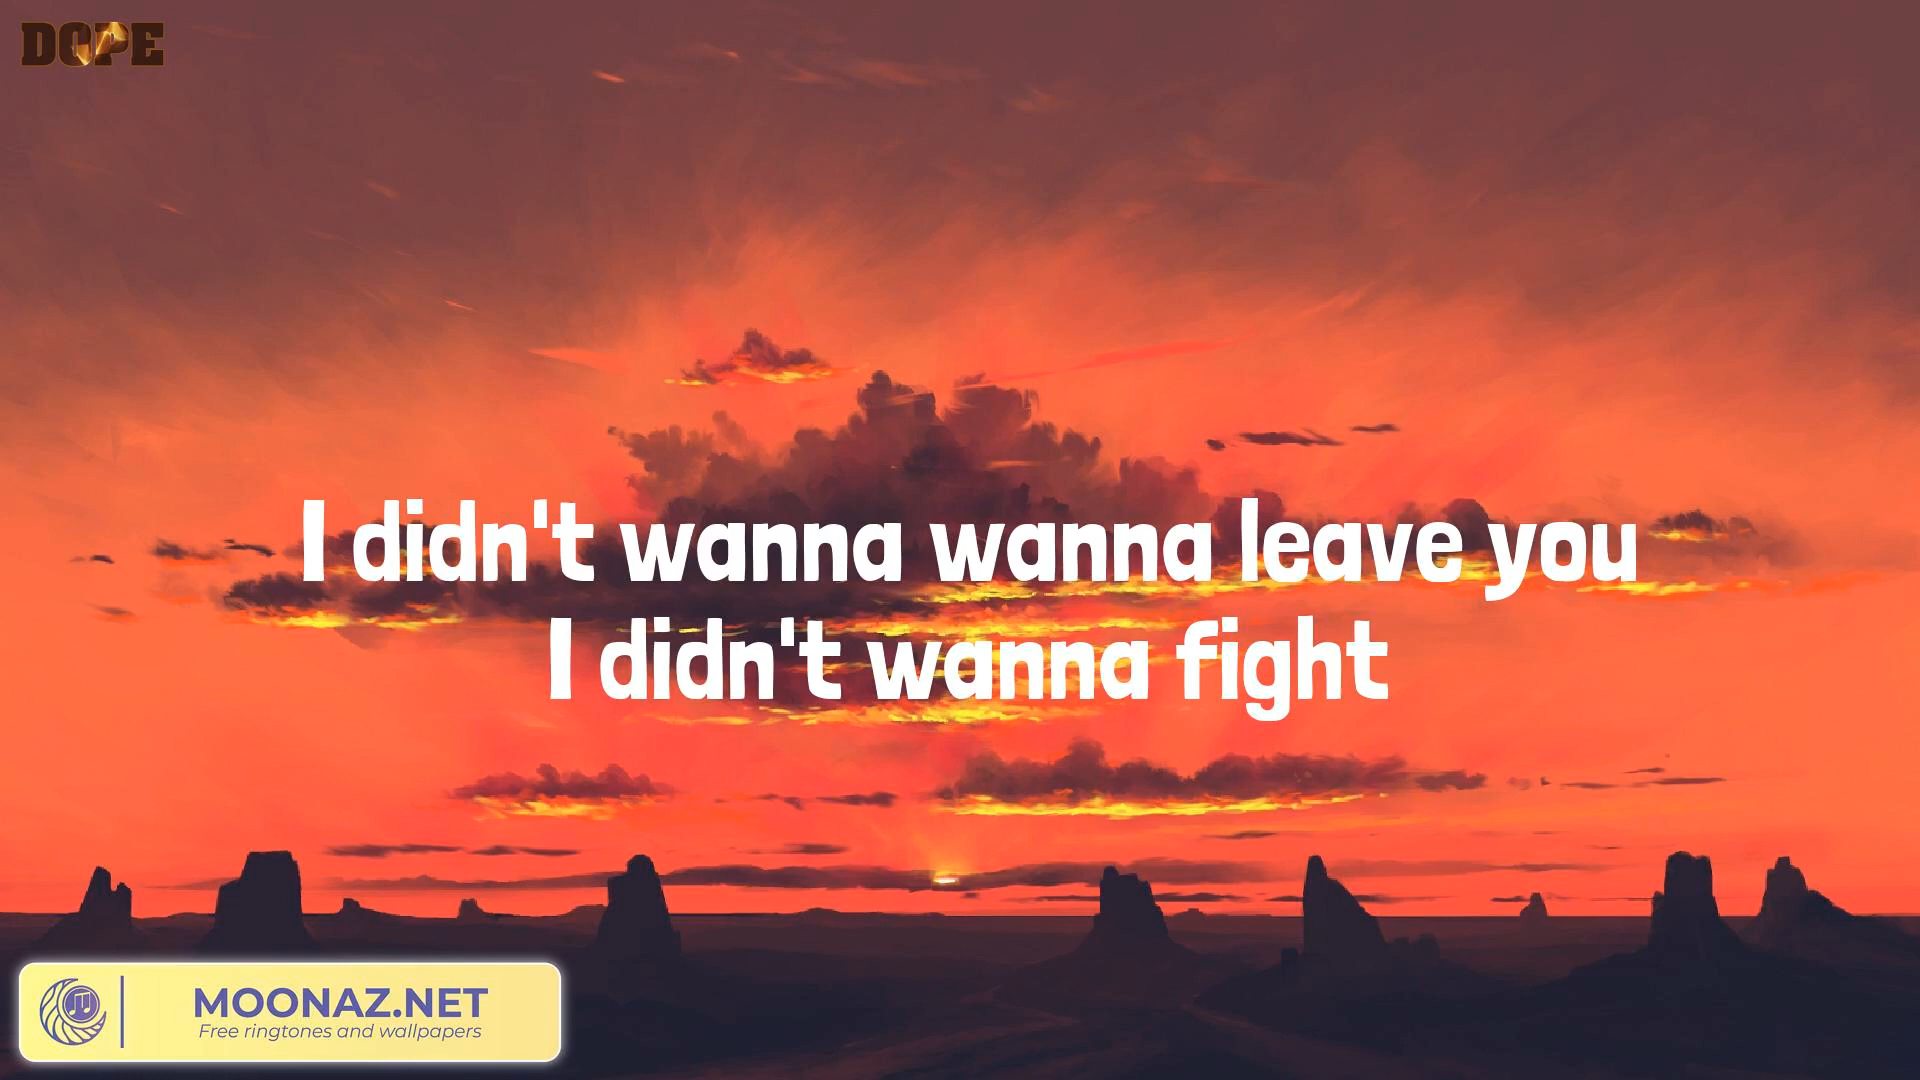 DOPE
I didn't wanna wanna leave you
I didn't wanna fight
MOONAZ.NET
Free ringtones and wallpapers